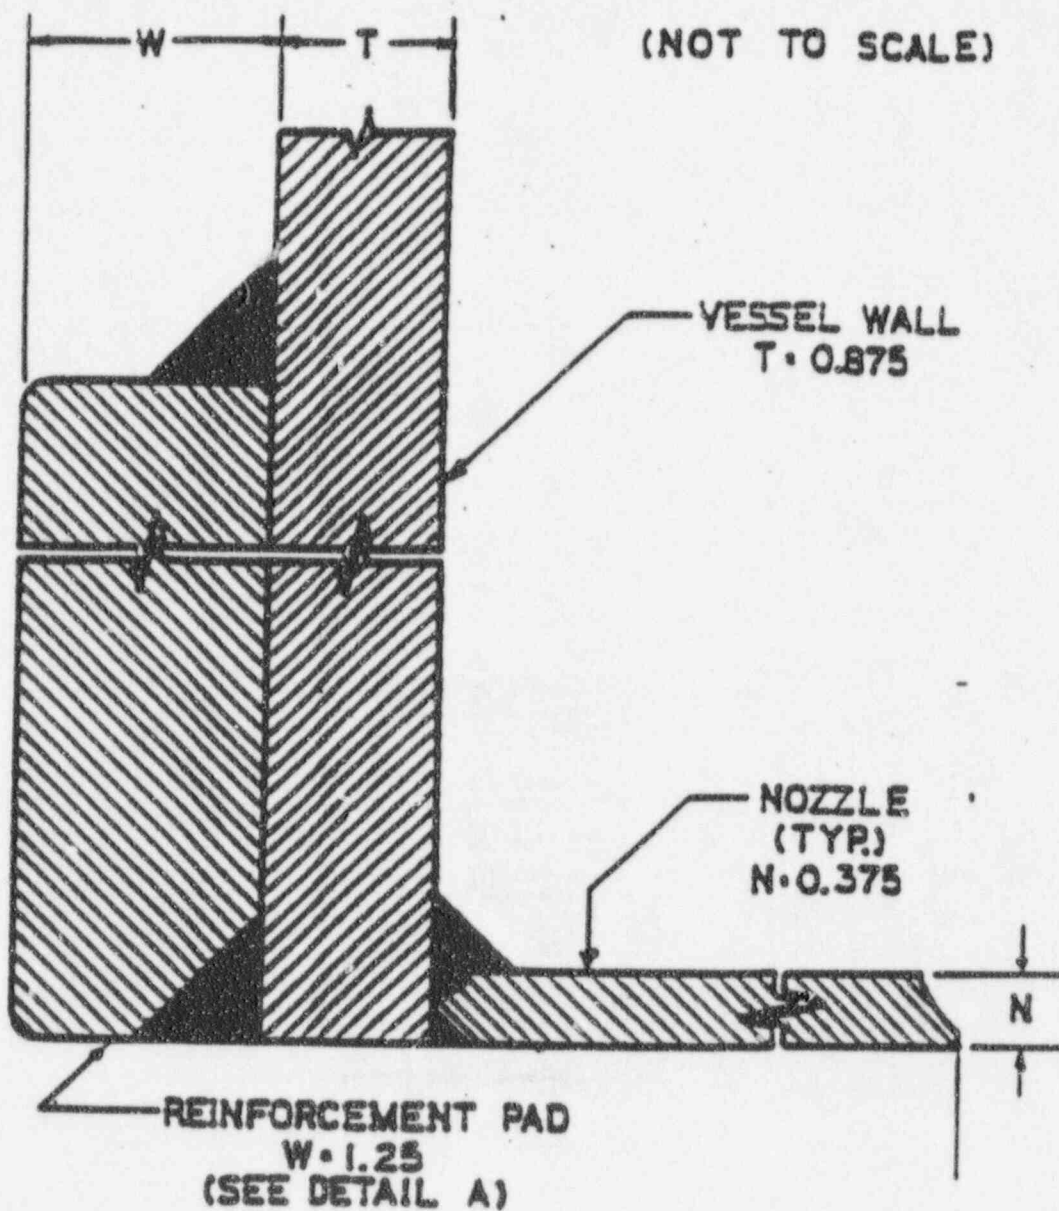 W T (NOT TO SCALE)
VESSEL WALL
T • 0.875
NOZZLE
(TYP.)
N • 0.375
N
REINFORCEMENT PAD
W • 1.25
(SEE DETAIL A)